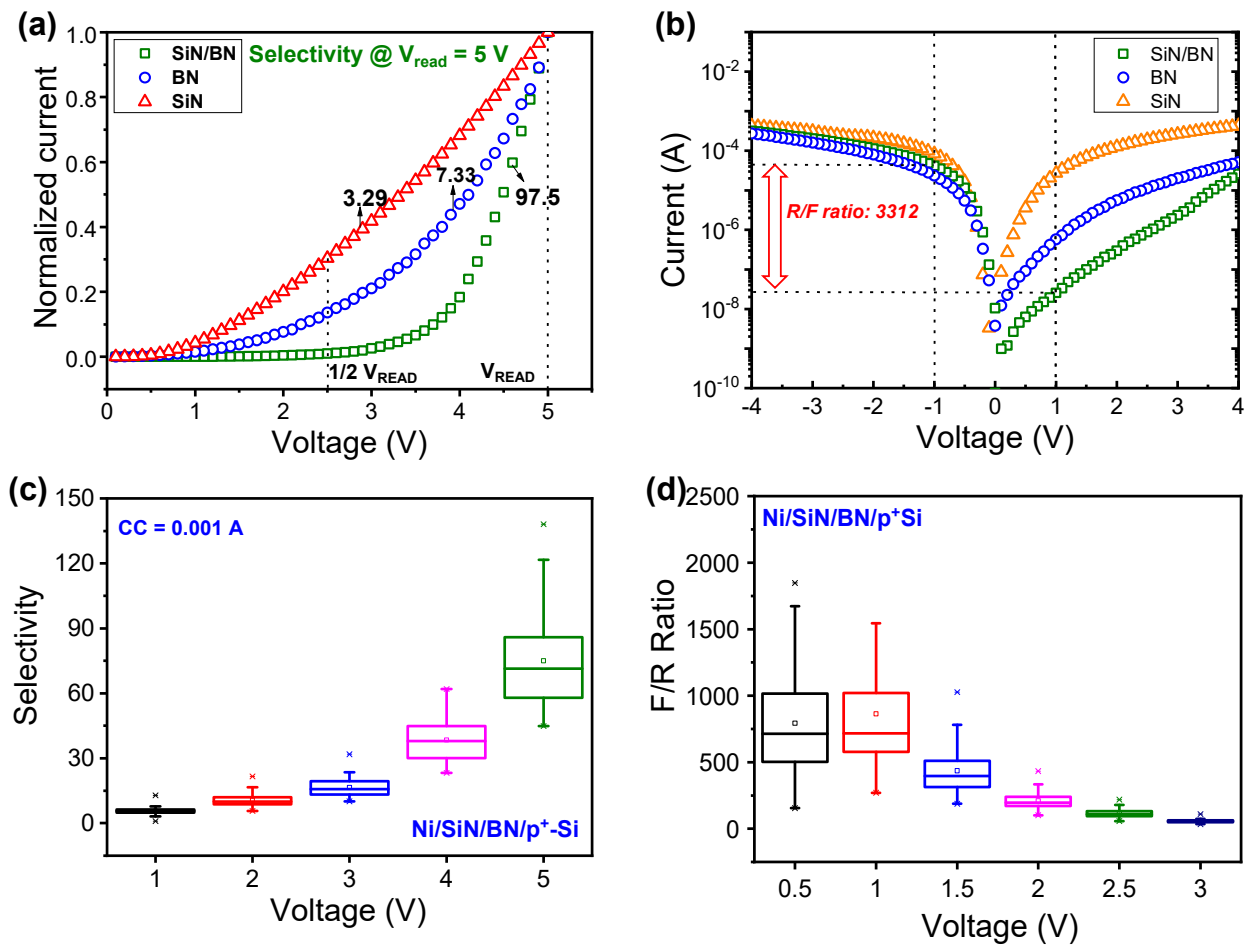 (a)
SiN/BN
BN
SiN
Selectivity @ V_read = 5 V
3.29
7.33
97.5
1/2 V_READ
V_READ
Normalized current
1.0
0.8
0.6
0.4
0.2
0.0
0 1 2 3 4 5
Voltage (V)
(b)
SiN/BN
BN
SiN
R/F ratio: 3312
Current (A)
10⁻²
10⁻⁴
10⁻⁶
10⁻⁸
10⁻¹⁰
-4 -3 -2 -1 0 1 2 3 4
Voltage (V)
(c)
CC = 0.001 A
Ni/SiN/BN/p⁺-Si
Selectivity
150
120
90
60
30
0
1 2 3 4 5
Voltage (V)
(d)
Ni/SiN/BN/p⁺Si
F/R Ratio
2500
2000
1500
1000
500
0
0.5 1 1.5 2 2.5 3
Voltage (V)